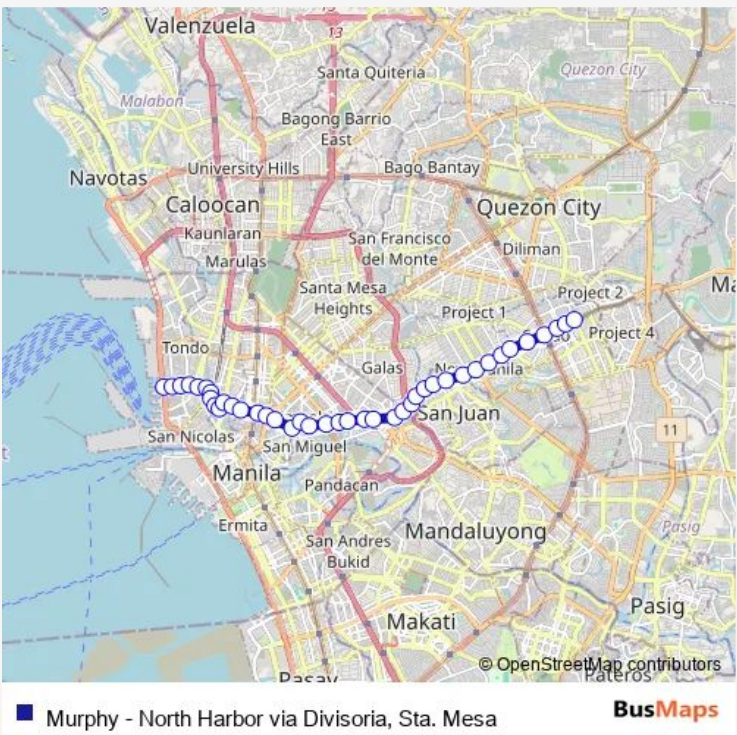 Valenzuela
13
13
Santa Quiteria
Quezon City
Malabon
Bagong Barrio
East
University Hills
Bago Bantay
Navotas
Caloocan
Quezon City
Kaunlaran
San Francisco
del Monte
Diliman
Marulas
Santa Mesa
Heights
Project 2
Project 1
Project 4
Tondo
Galas
San Juan
11
San Nicolas
San Miguel
Manila
Pandacan
Ermita
Pasig
San Andres
Bukid
Mandaluyong
Pasig
Makati
© OpenStreetMap contributors
Pateros
Pasay
Murphy - North Harbor via Divisoria, Sta. Mesa
BusMaps